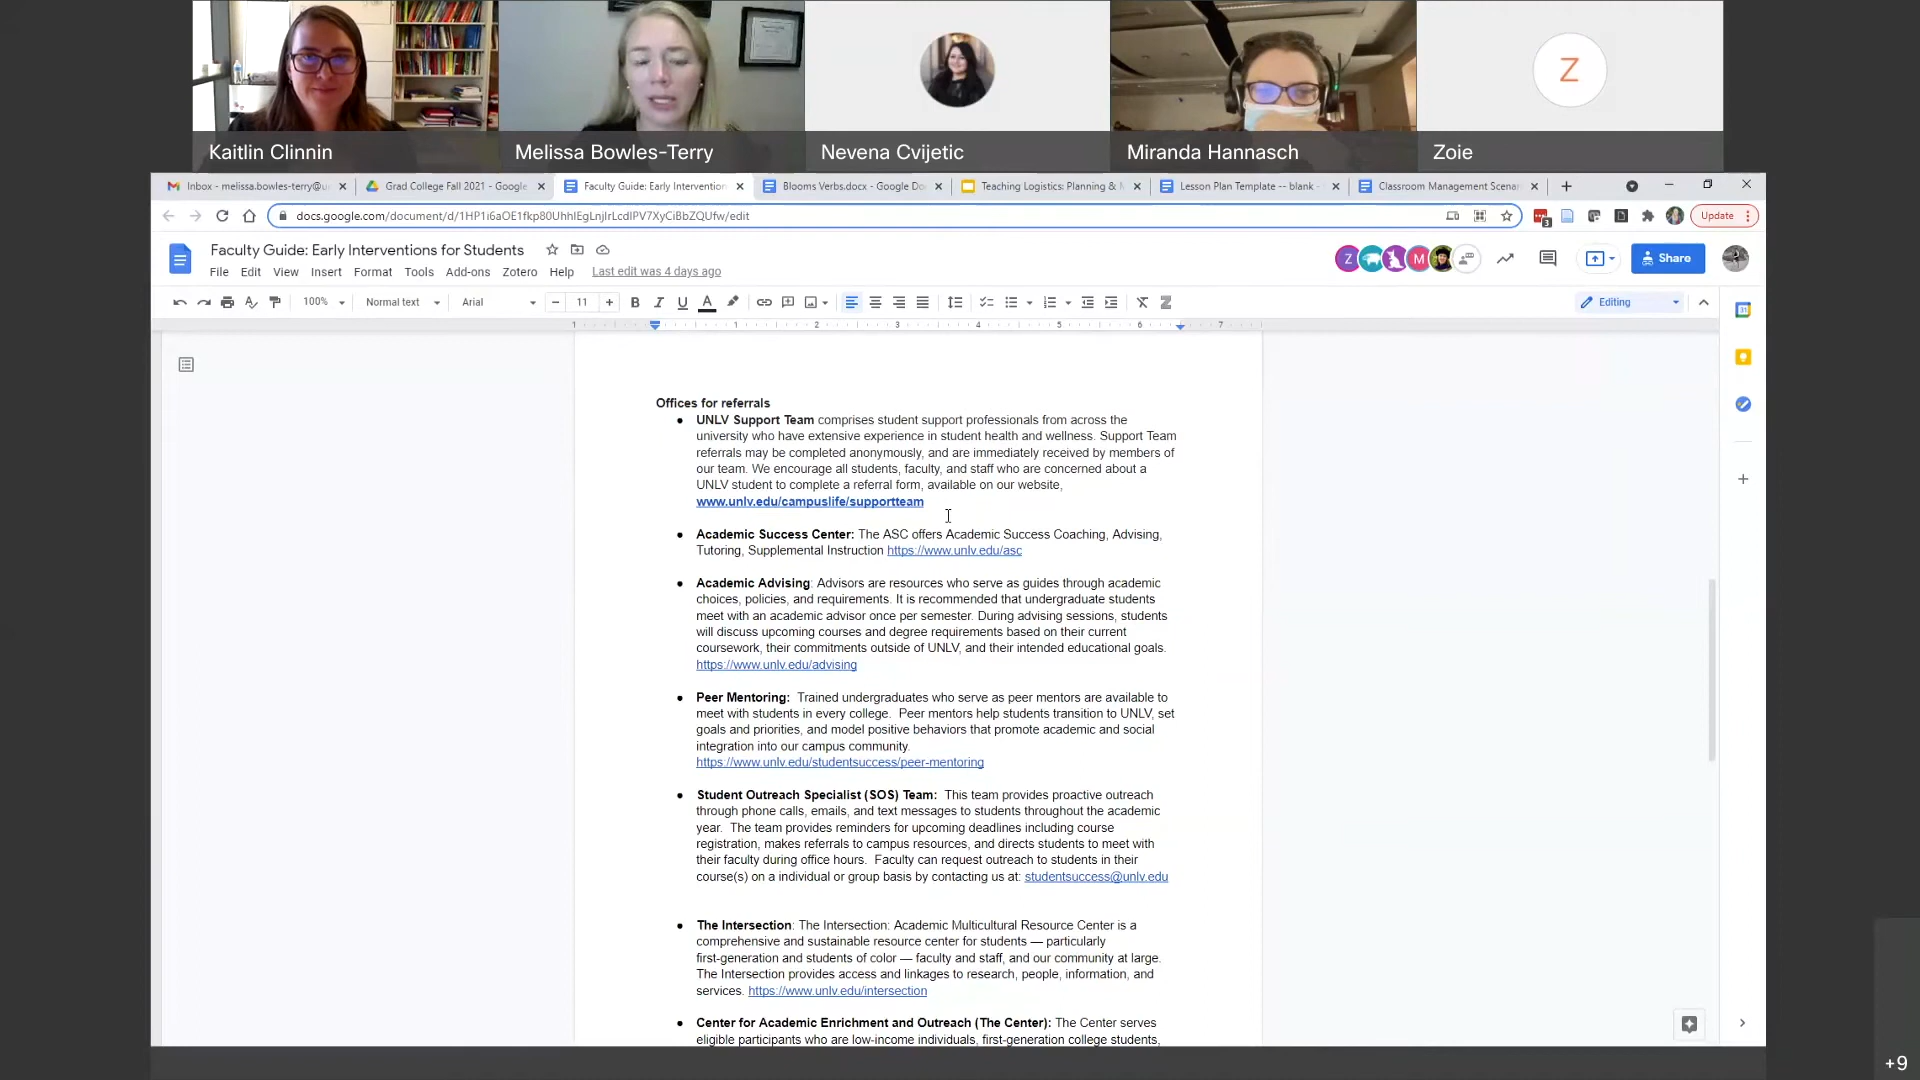 Kaitlin Clinnin
Melissa Bowles-Terry
Nevena Cvijetic
Miranda Hannasch
Z
Zoie
Inbox - melissa.bowles-terry@u
Grad College Fall 2021 - Google
Faculty Guide: Early Intervention
Blooms Verbs.docx - Google Do
Teaching Logistics: Planning & M
Lesson Plan Template -- blank -
Classroom Management Scenar
docs.google.com/document/d/1HP1i6aOE1fkp80UhhIEgLnjIrLcdIPV7XyCiBbZQUfw/edit
3
Update
Faculty Guide: Early Interventions for Students
Z
M
Share
File Edit View Insert Format Tools Add-ons Zotero Help Last edit was 4 days ago
100% Normal text Arial 11 B I U A Z Editing
1 1 2 3 4 5 6 7
31
Offices for referrals
● UNLV Support Team comprises student support professionals from across the
university who have extensive experience in student health and wellness. Support Team
referrals may be completed anonymously, and are immediately received by members of
our team. We encourage all students, faculty, and staff who are concerned about a
UNLV student to complete a referral form, available on our website,
www.unlv.edu/campuslife/supportteam
● Academic Success Center: The ASC offers Academic Success Coaching, Advising,
Tutoring, Supplemental Instruction https://www.unlv.edu/asc
● Academic Advising: Advisors are resources who serve as guides through academic
choices, policies, and requirements. It is recommended that undergraduate students
meet with an academic advisor once per semester. During advising sessions, students
will discuss upcoming courses and degree requirements based on their current
coursework, their commitments outside of UNLV, and their intended educational goals.
https://www.unlv.edu/advising
● Peer Mentoring: Trained undergraduates who serve as peer mentors are available to
meet with students in every college. Peer mentors help students transition to UNLV, set
goals and priorities, and model positive behaviors that promote academic and social
integration into our campus community.
https://www.unlv.edu/studentsuccess/peer-mentoring
● Student Outreach Specialist (SOS) Team: This team provides proactive outreach
through phone calls, emails, and text messages to students throughout the academic
year. The team provides reminders for upcoming deadlines including course
registration, makes referrals to campus resources, and directs students to meet with
their faculty during office hours. Faculty can request outreach to students in their
course(s) on a individual or group basis by contacting us at: studentsuccess@unlv.edu
● The Intersection: The Intersection: Academic Multicultural Resource Center is a
comprehensive and sustainable resource center for students — particularly
first-generation and students of color — faculty and staff, and our community at large.
The Intersection provides access and linkages to research, people, information, and
services. https://www.unlv.edu/intersection
● Center for Academic Enrichment and Outreach (The Center): The Center serves
eligible participants who are low-income individuals, first-generation college students,
+9